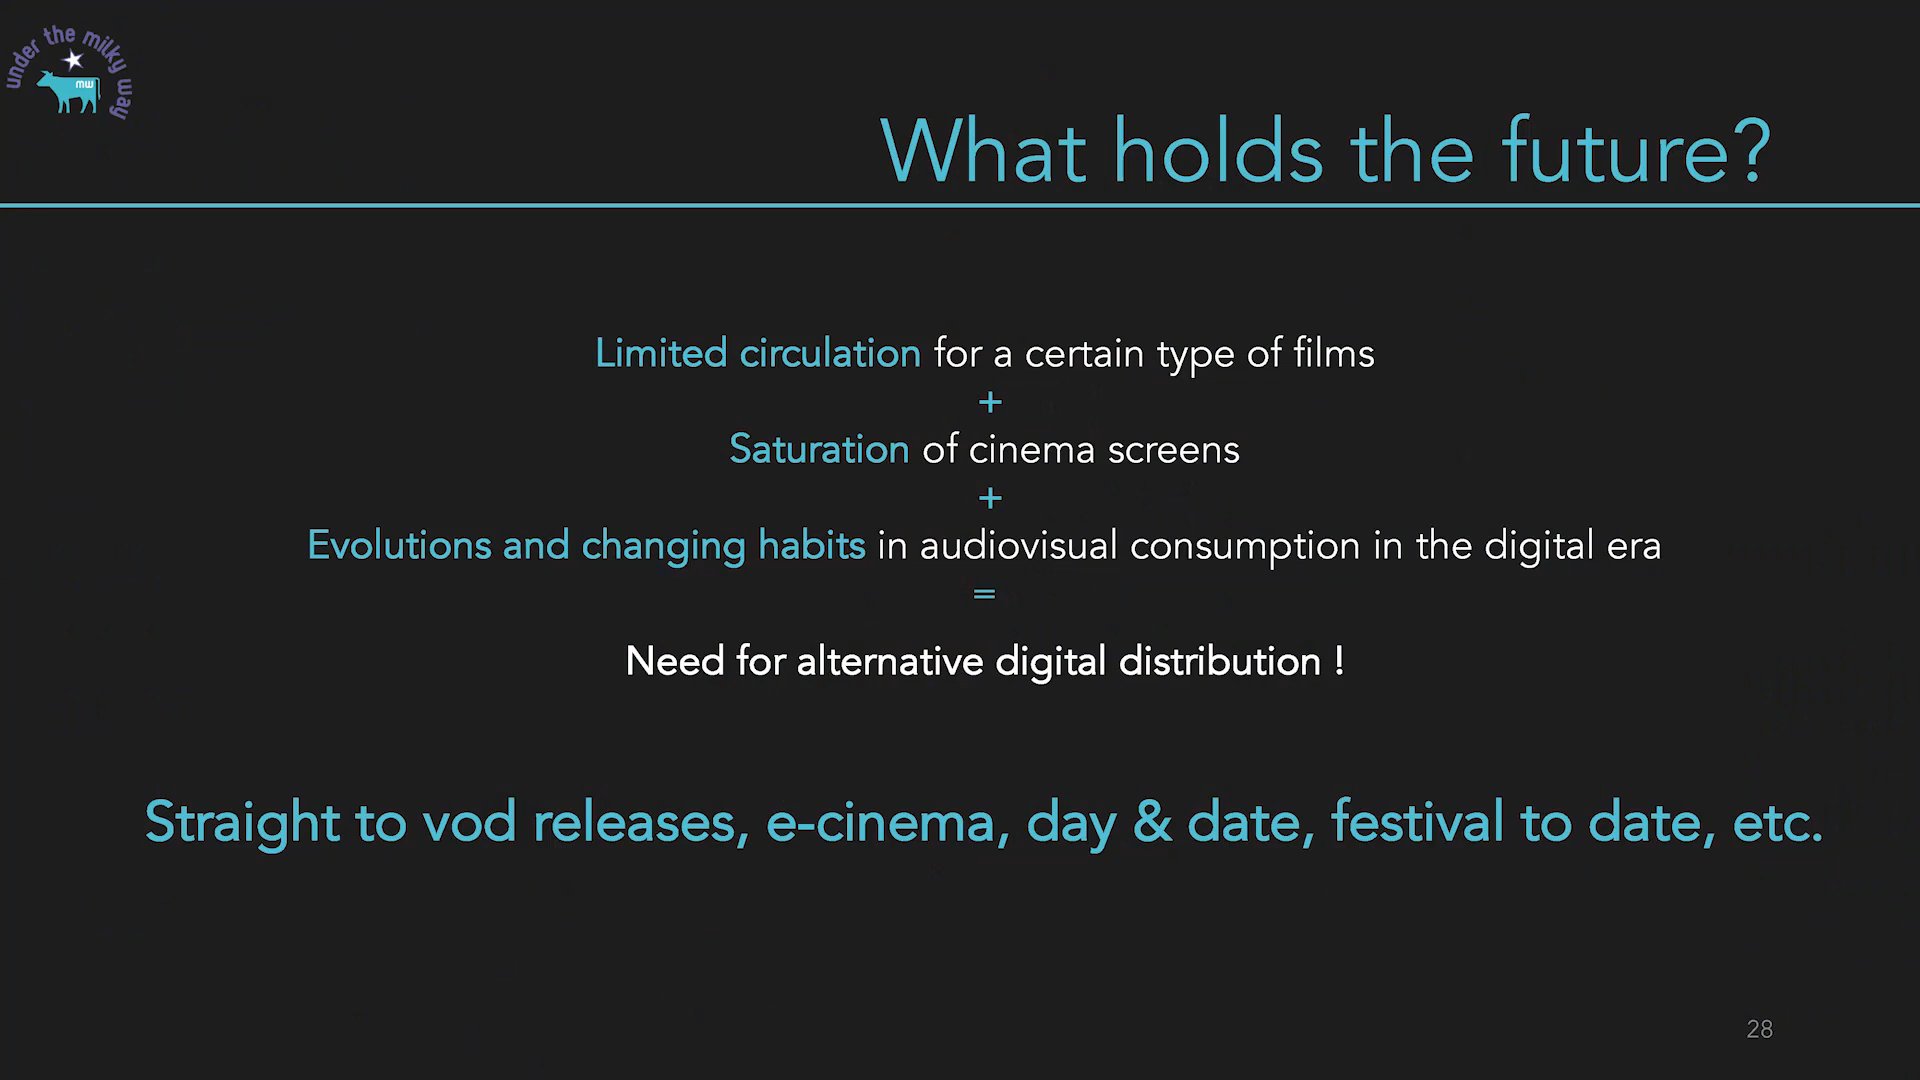 under the milky way
mw
What holds the future?
Limited circulation for a certain type of films
+
Saturation of cinema screens
+
Evolutions and changing habits in audiovisual consumption in the digital era
=
Need for alternative digital distribution !
Straight to vod releases, e-cinema, day & date, festival to date, etc.
28